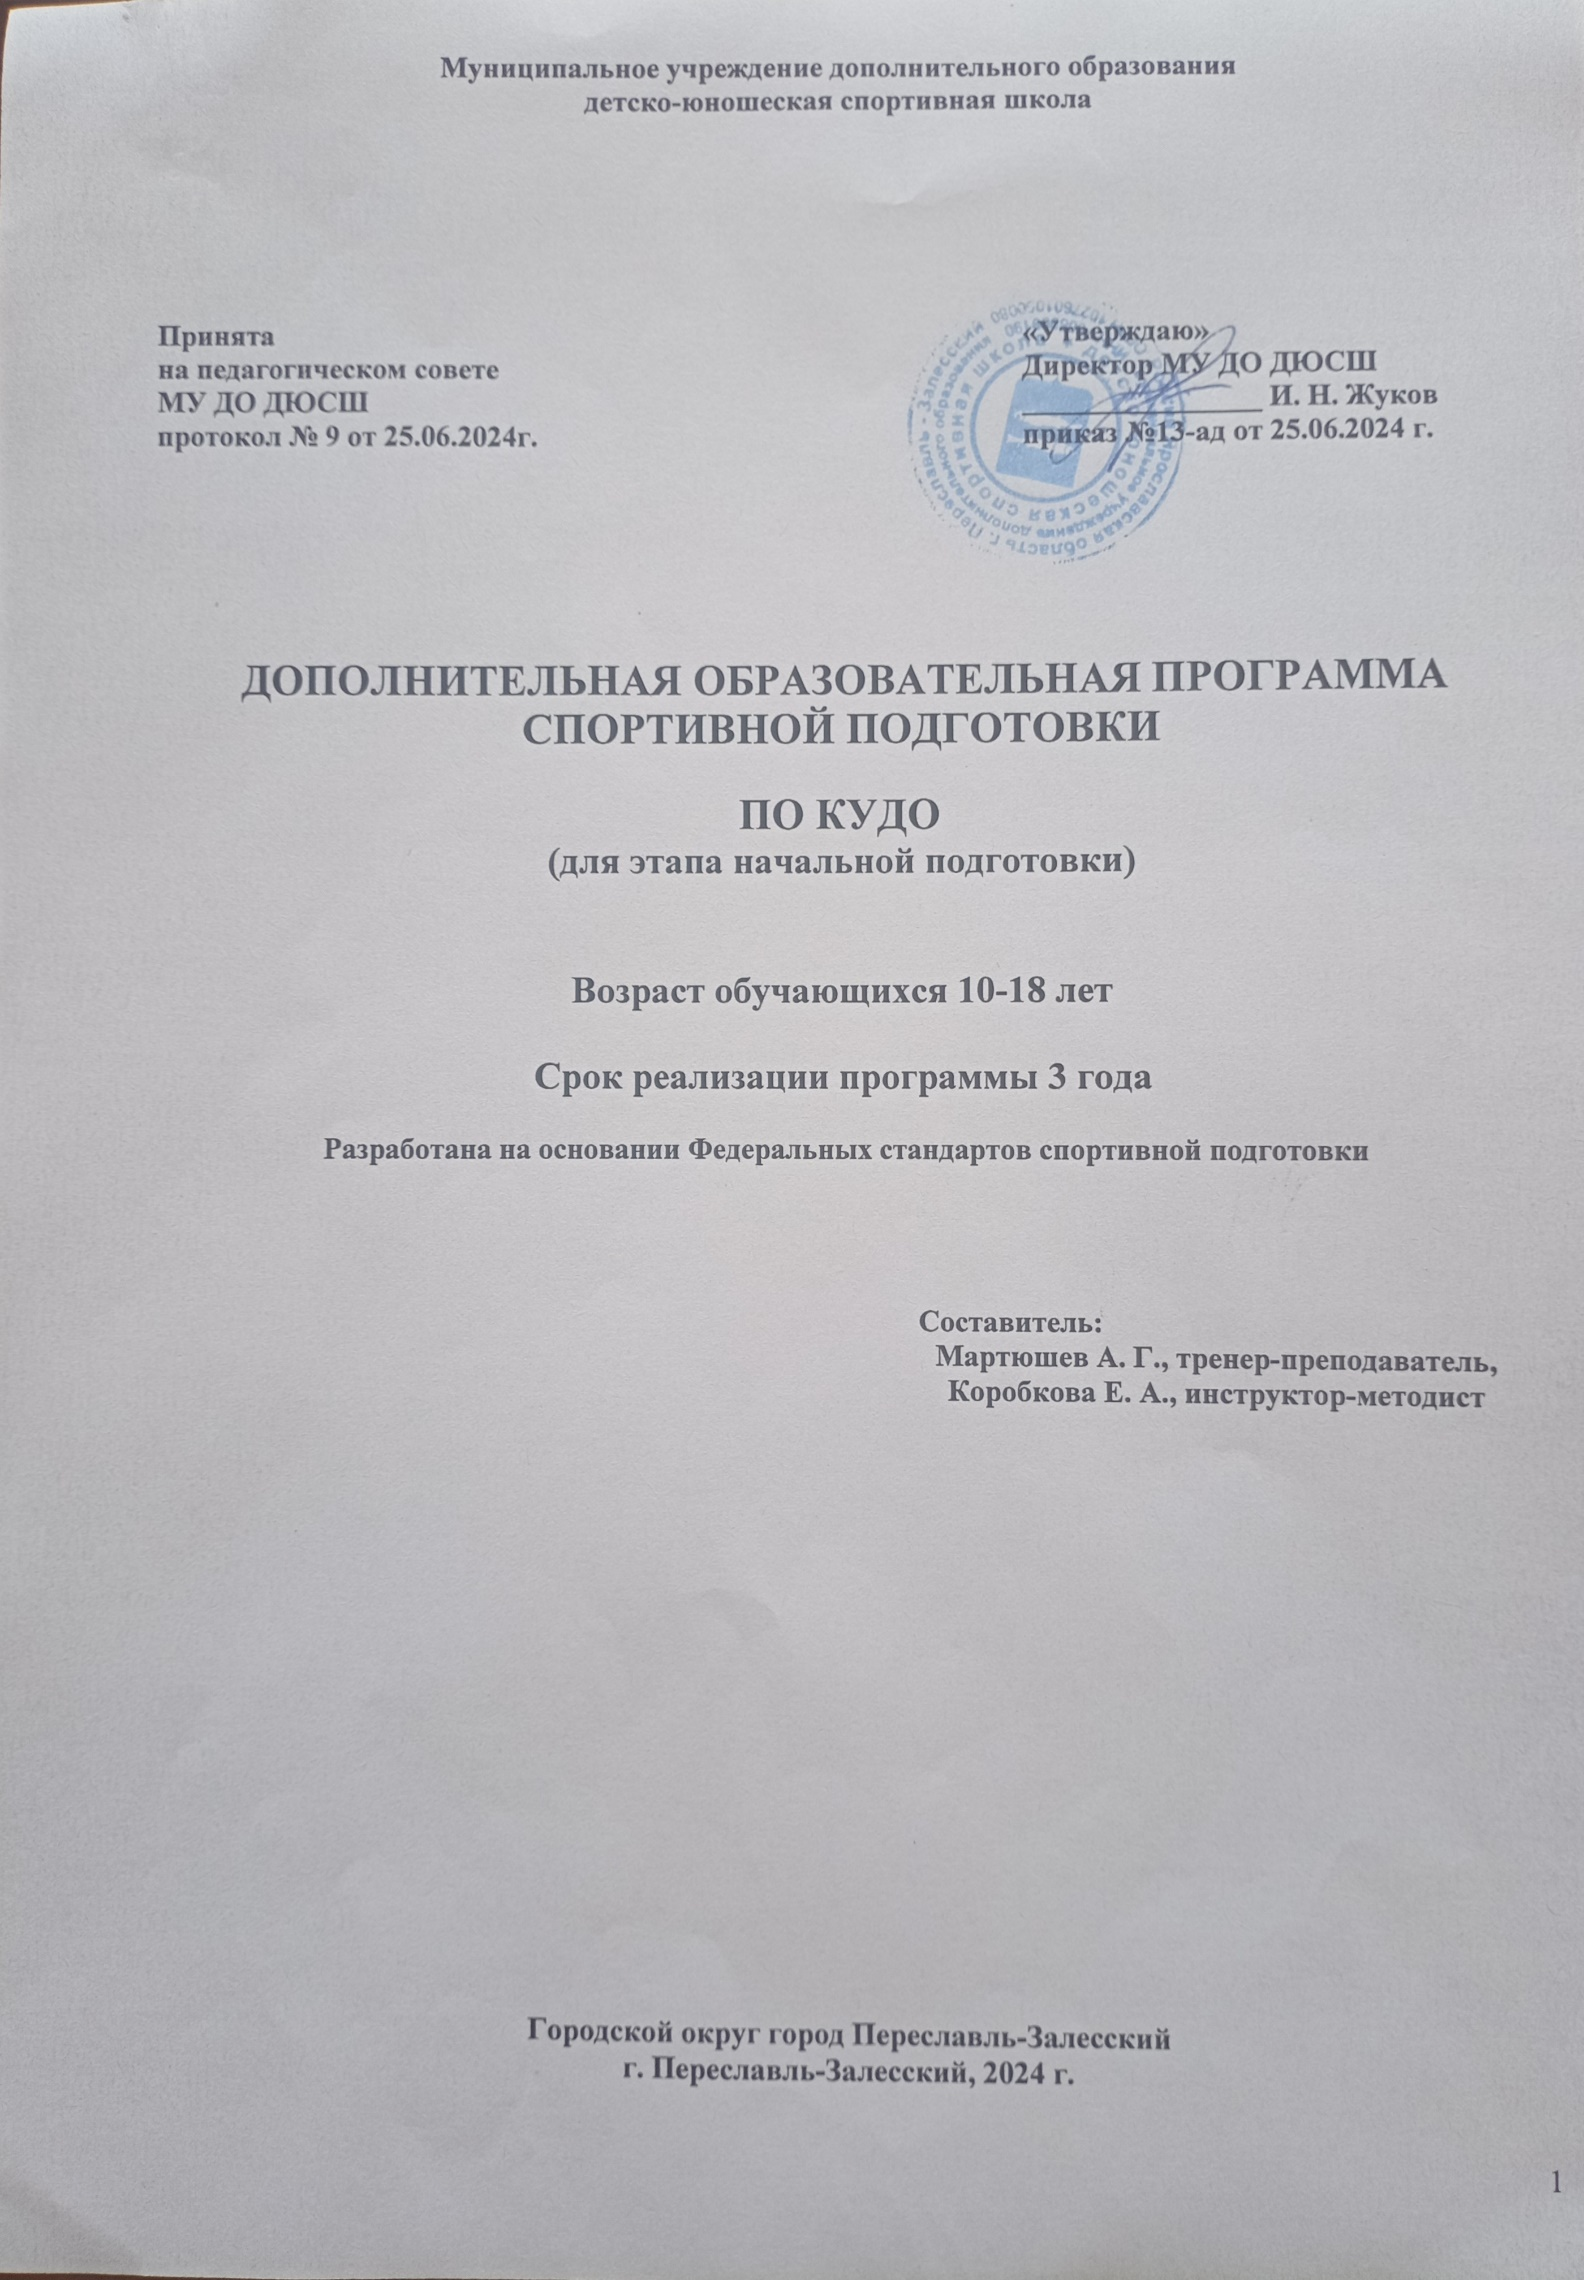 Муниципальное учреждение дополнительного образования
детско-юношеская спортивная школа
Принята
на педагогическом совете
МУ ДО ДЮСШ
протокол № 9 от 25.06.2024г.
«Утверждаю»
Директор МУ ДО ДЮСШ
И. Н. Жуков
приказ №13-ад от 25.06.2024 г.
ДОПОЛНИТЕЛЬНАЯ ОБРАЗОВАТЕЛЬНАЯ ПРОГРАММА
СПОРТИВНОЙ ПОДГОТОВКИ
ПО КУДО
(для этапа начальной подготовки)
Возраст обучающихся 10-18 лет
Срок реализации программы 3 года
Разработана на основании Федеральных стандартов спортивной подготовки
Составитель:
Мартюшев А. Г., тренер-преподаватель,
Коробкова Е. А., инструктор-методист
Городской округ город Переславль-Залесский
г. Переславль-Залесский, 2024 г.
1